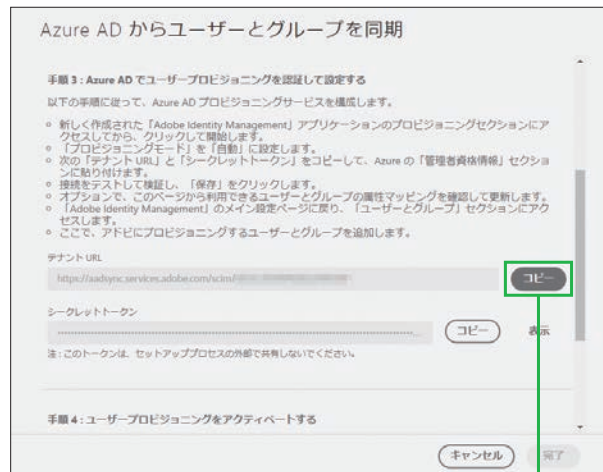 Azure AD からユーザーとグループを同期
手順 3 : Azure AD でユーザープロビジョニングを認証して設定する
以下の手順に従って、Azure AD プロビジョニングサービスを構成します。
新しく作成された「Adobe Identity Management」アプリケーションのプロビジョニングセクションにア
クセスしてから、クリックして開始します。
「プロビジョニングモード」を「自動」に設定します。
次の「テナント URL」と「シークレットトークン」をコピーして、Azure の「管理者資格情報」セクショ
ンに貼り付けます。
接続をテストして検証し、「保存」をクリックします。
オプションで、このページから利用できるユーザーとグループの属性マッピングを確認して更新します。
「Adobe Identity Management」のメイン設定ページに戻り、「ユーザーとグループ」セクションにアク
セスします。
ここで、アドビにプロビジョニングするユーザーとグループを追加します。
テナント URL
https://aadsync.services.adobe.com/scim/
コピー
シークレットトークン
コピー
表示
注 : このトークンは、セットアッププロセスの外部で共有しないでください。
手順 4 : ユーザープロビジョニングをアクティベートする
キャンセル
完了